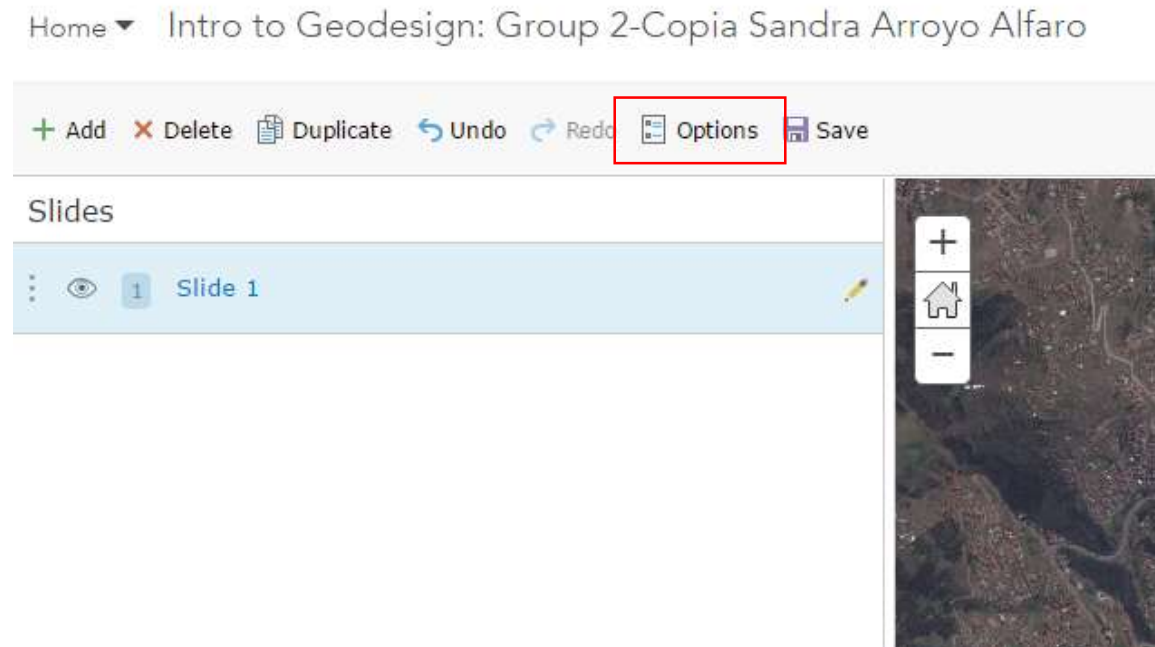 Home Intro to Geodesign: Group 2-Copia Sandra Arroyo Alfaro
+ Add Delete Duplicate Undo Redo Options Save
Slides
1 Slide 1
+
−